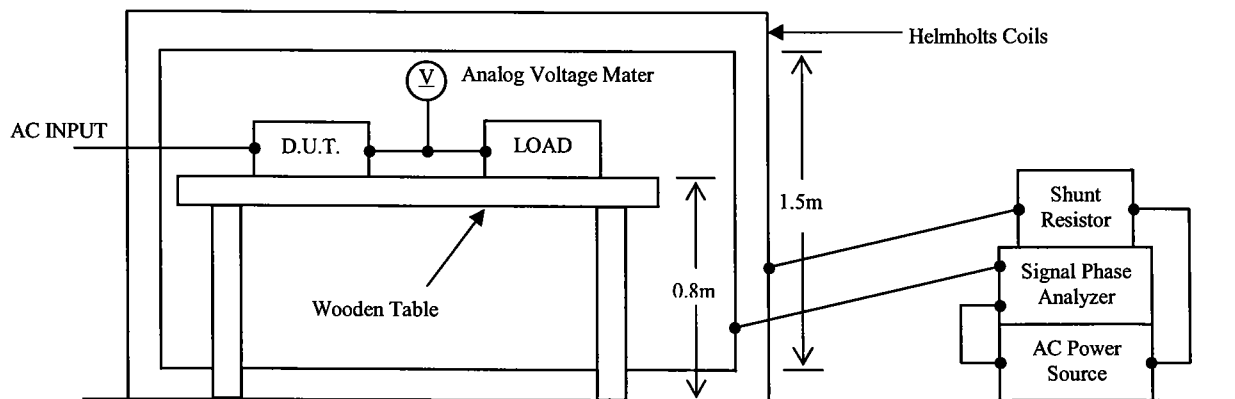 Helmholts Coils
V
Analog Voltage Mater
AC INPUT
D.U.T.
LOAD
1.5m
Shunt
Resistor
Signal Phase
Analyzer
0.8m
Wooden Table
AC Power
Source